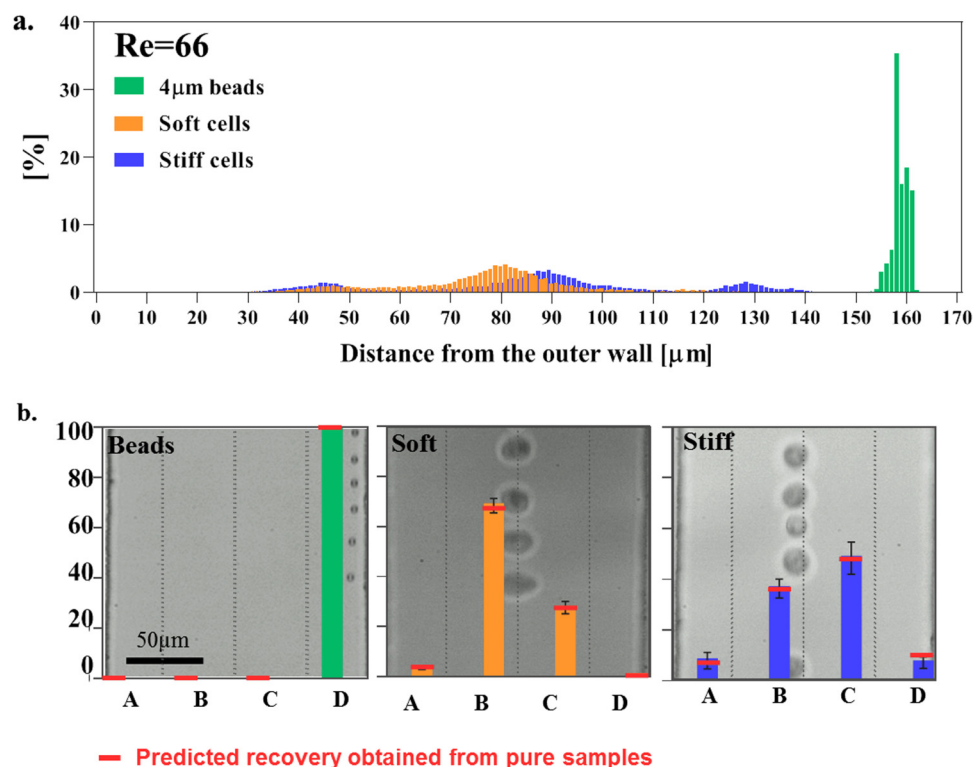 a.
Re=66
4μm beads
Soft cells
Stiff cells
[%]
40
30
20
10
0
0 10 20 30 40 50 60 70 80 90 100 110 120 130 140 150 160 170
Distance from the outer wall [μm]
b.
Beads
Soft
Stiff
100
80
60
40
20
0
50μm
A B C D
A B C D
A B C D
Predicted recovery obtained from pure samples